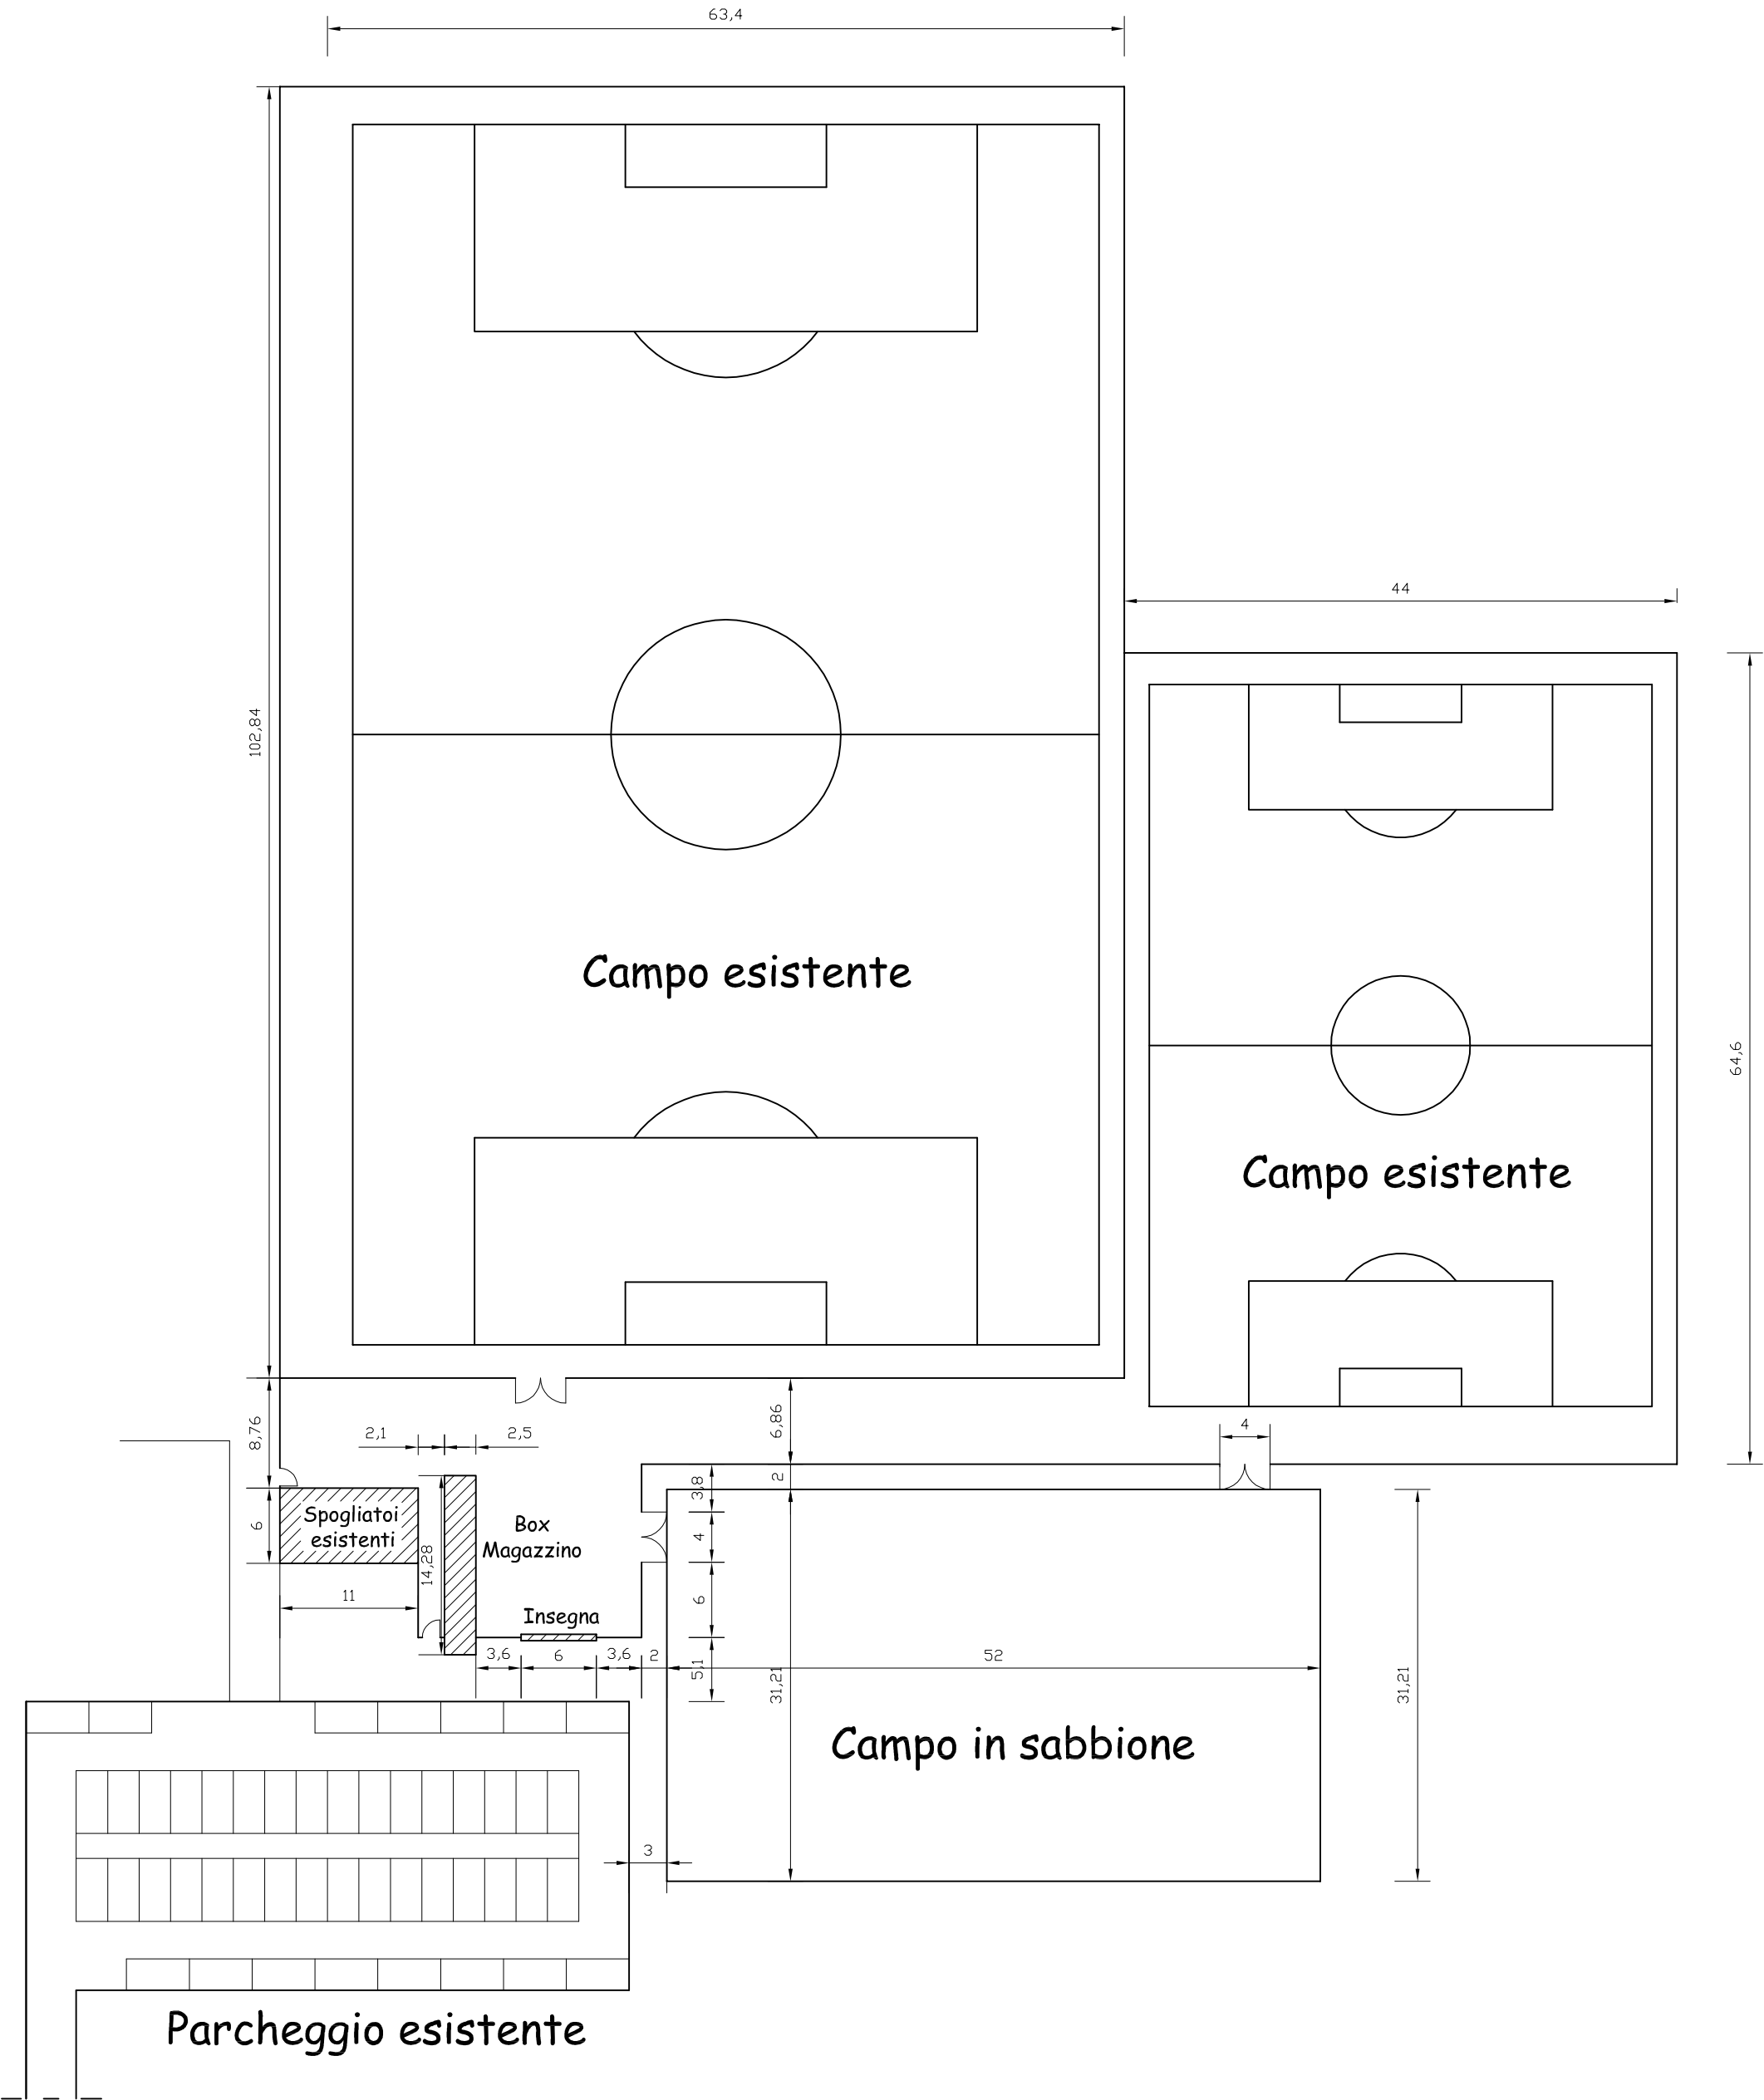 63,4
44
102,84
Campo esistente
64,6
Campo esistente
8,76
2,1
2,5
6,86
4
2
3,8
6
Spogliatoi
esistenti
14,28
Box
Magazzino
4
11
6
Insegna
3,6
6
3,6
2
5,1
31,21
52
31,21
Campo in sabbione
3
Parcheggio esistente